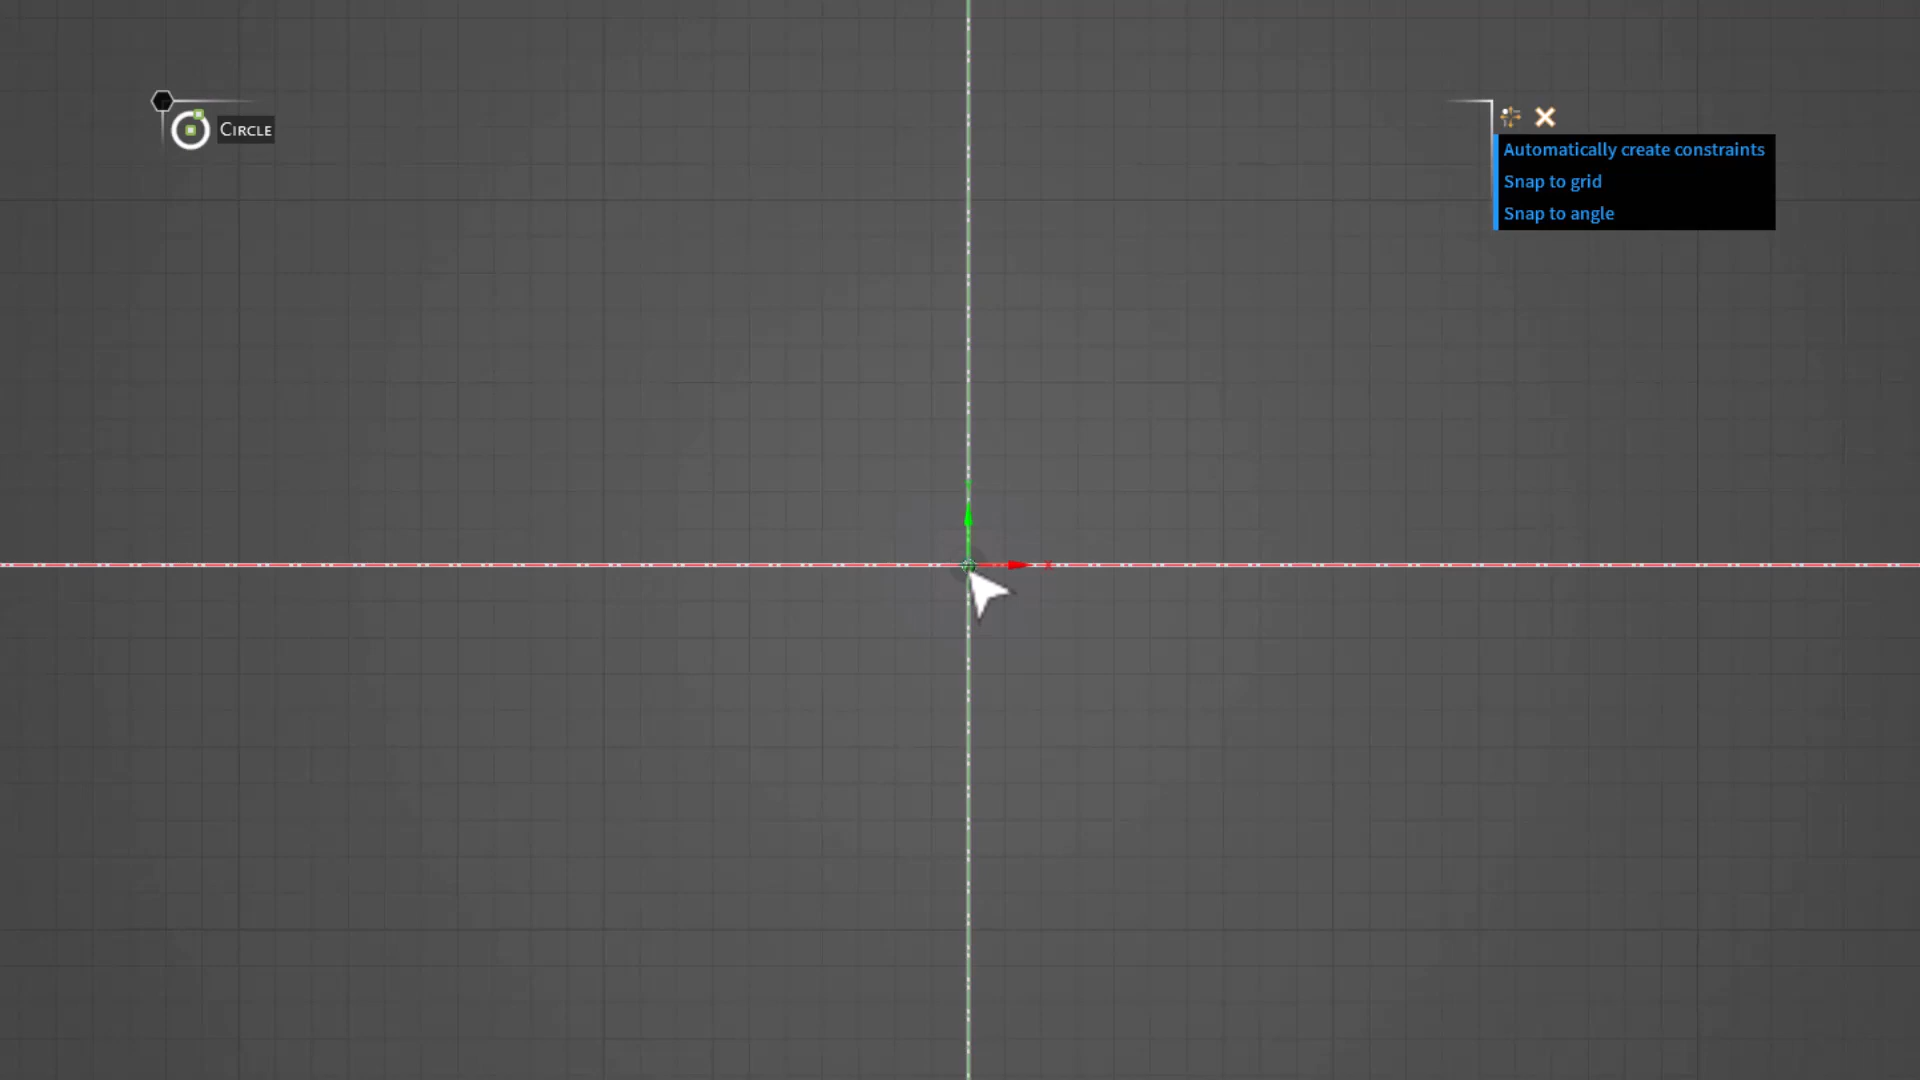 Circle
Automatically create constraints
Snap to grid
Snap to angle
x